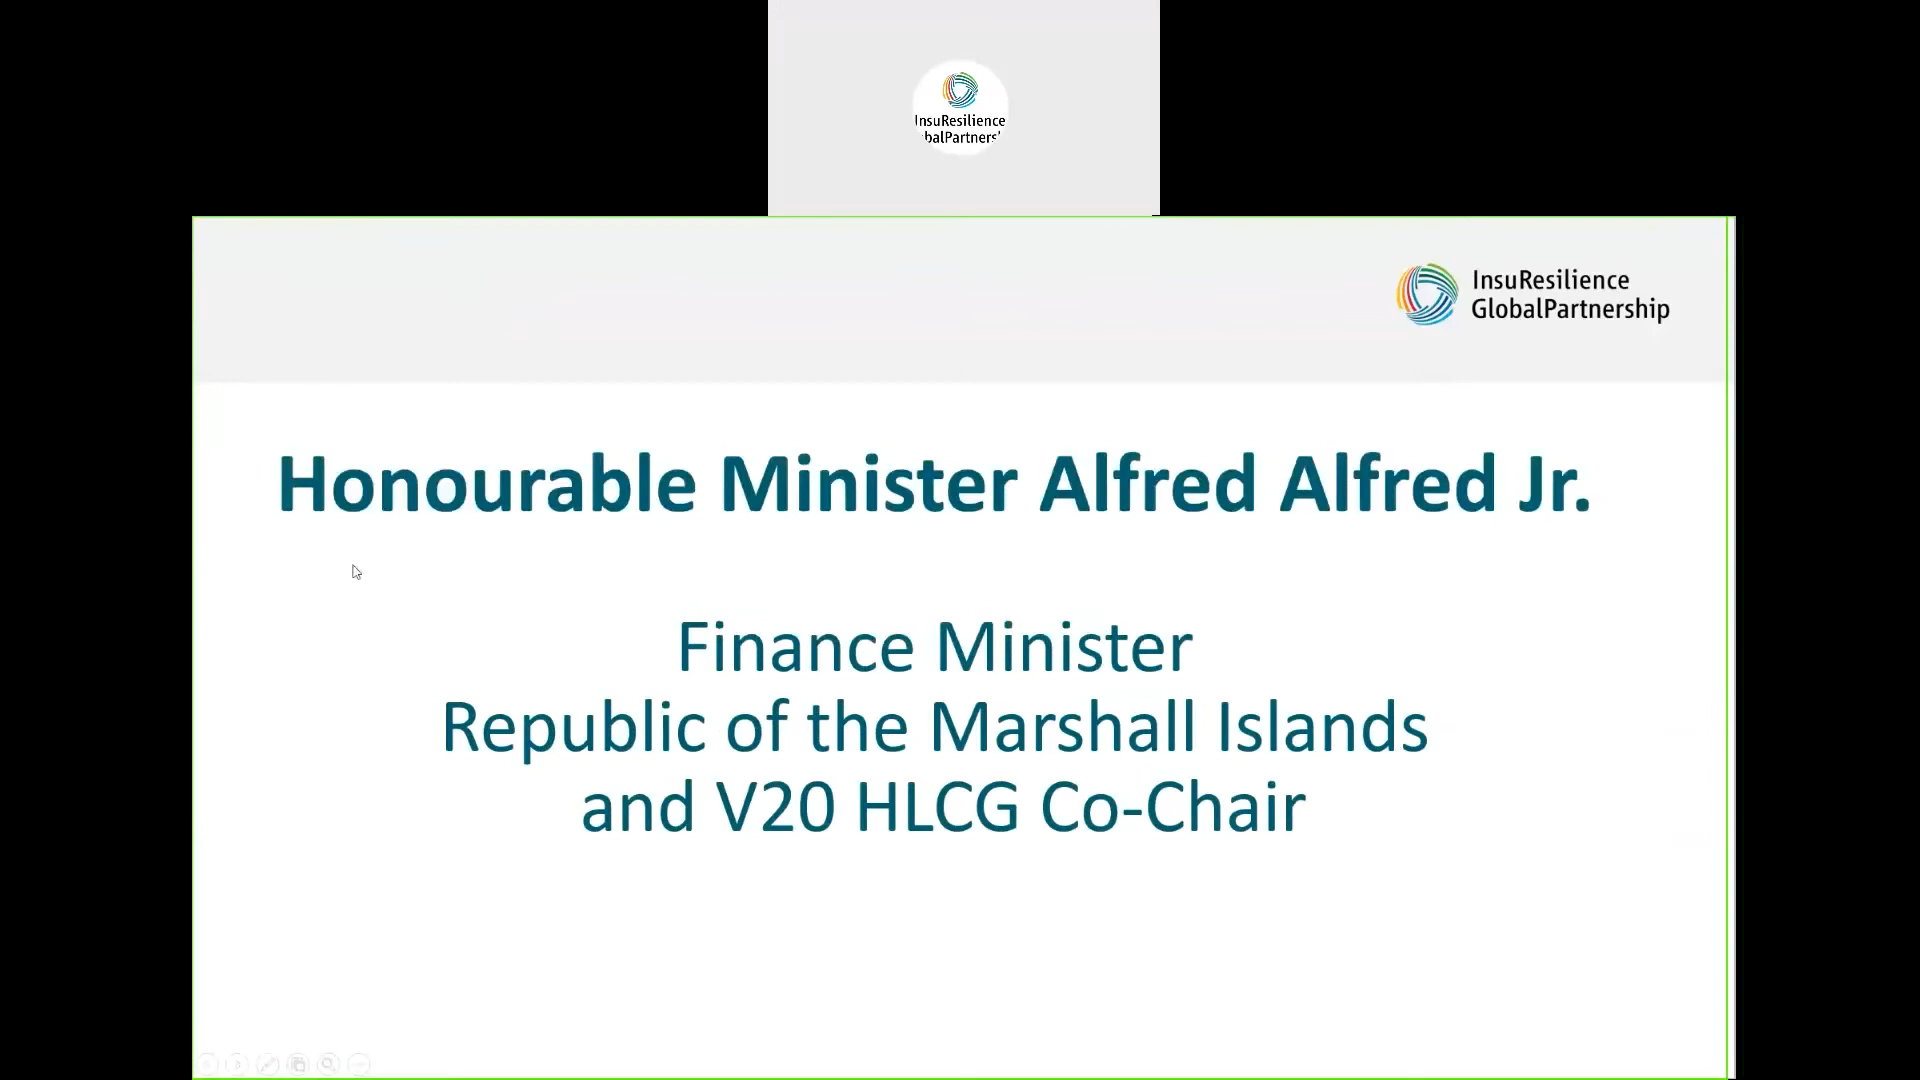 InsuResilience
balPartners
InsuResilience
GlobalPartnership
Honourable Minister Alfred Alfred Jr.
Finance Minister
Republic of the Marshall Islands
and V20 HLCG Co-Chair